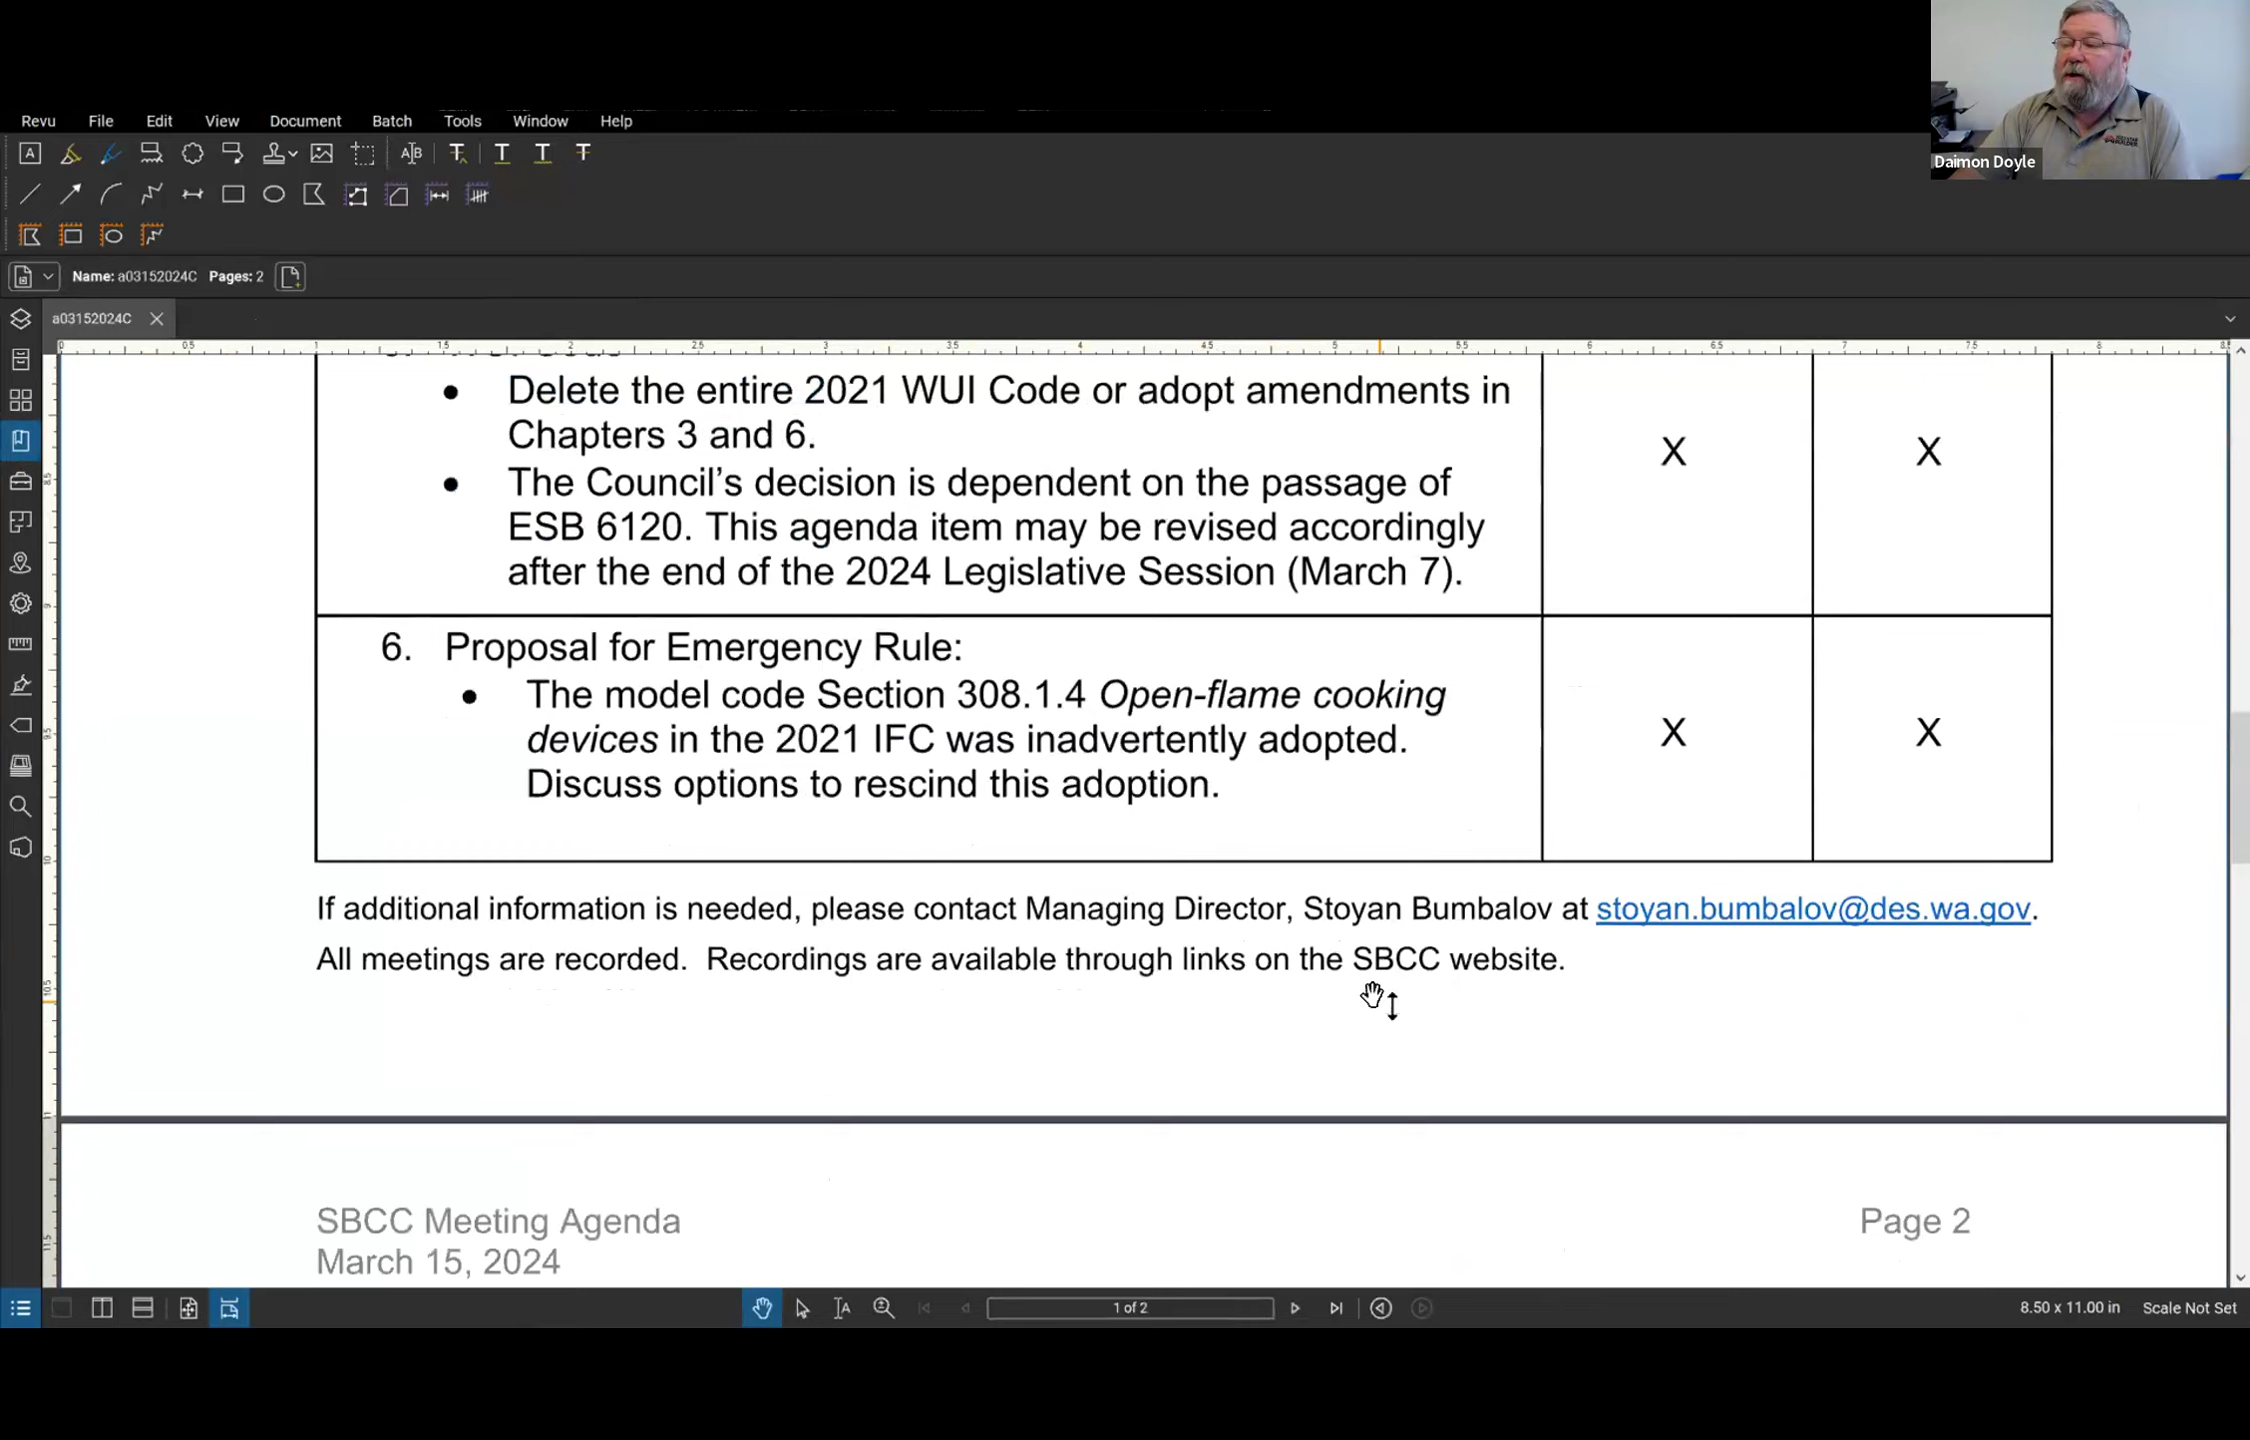 Daimon Doyle
Revu File Edit View Document Batch Tools Window Help
Name: a03152024C Pages: 2
a03152024C
Delete the entire 2021 WUI Code or adopt amendments in
Chapters 3 and 6.
X X
The Council’s decision is dependent on the passage of
ESB 6120. This agenda item may be revised accordingly
after the end of the 2024 Legislative Session (March 7).
6. Proposal for Emergency Rule:
The model code Section 308.1.4 Open-flame cooking
devices in the 2021 IFC was inadvertently adopted.
X X
Discuss options to rescind this adoption.
If additional information is needed, please contact Managing Director, Stoyan Bumbalov at stoyan.bumbalov@des.wa.gov.
All meetings are recorded. Recordings are available through links on the SBCC website.
SBCC Meeting Agenda Page 2
March 15, 2024
1 of 2
8.50 x 11.00 in Scale Not Set